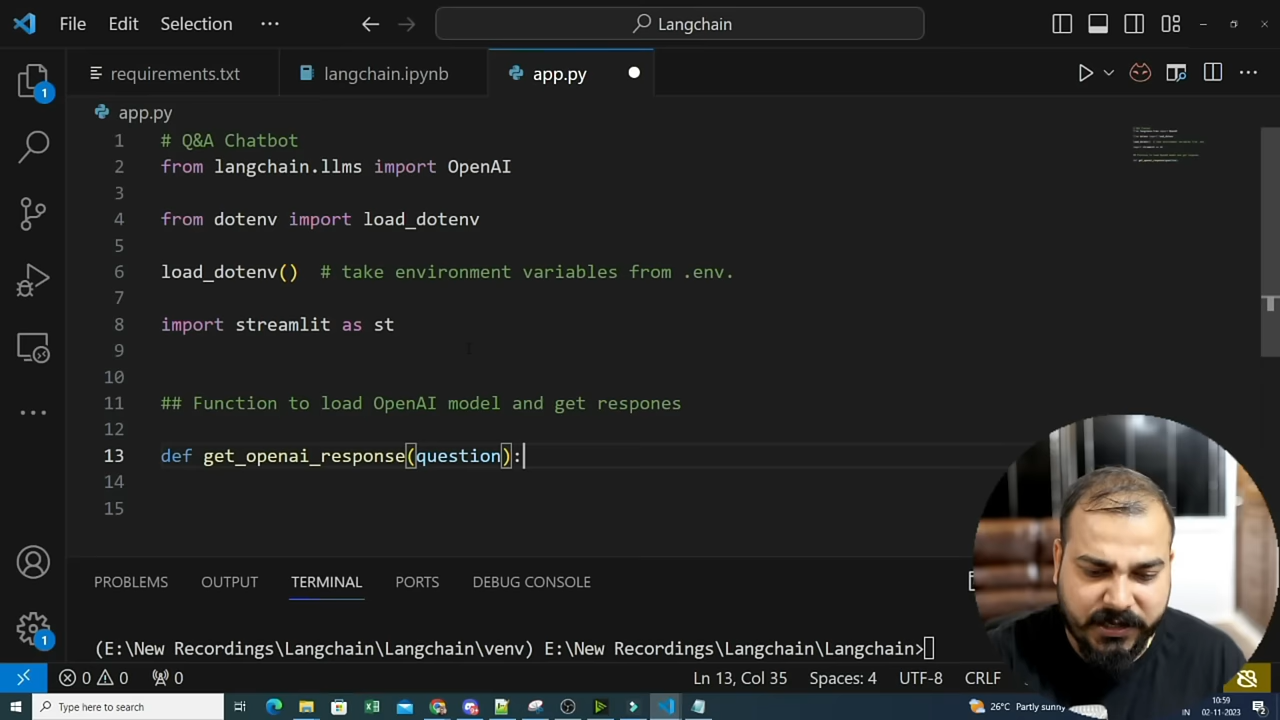 File Edit Selection ... Langchain
requirements.txt langchain.ipynb app.py
app.py
1 # Q&A Chatbot
2 from langchain.llms import OpenAI
3
4 from dotenv import load_dotenv
5
6 load_dotenv() # take environment variables from .env.
7
8 import streamlit as st
9
10
11 ## Function to load OpenAI model and get respones
12
13 def get_openai_response(question):
14
15
PROBLEMS OUTPUT TERMINAL PORTS DEBUG CONSOLE
(E:\New Recordings\Langchain\Langchain\venv) E:\New Recordings\Langchain\Langchain>
0 0 0 Ln 13, Col 35 Spaces: 4 UTF-8 CRLF
Type here to search 26°C Partly sunny IN 10:59
02-11-2023